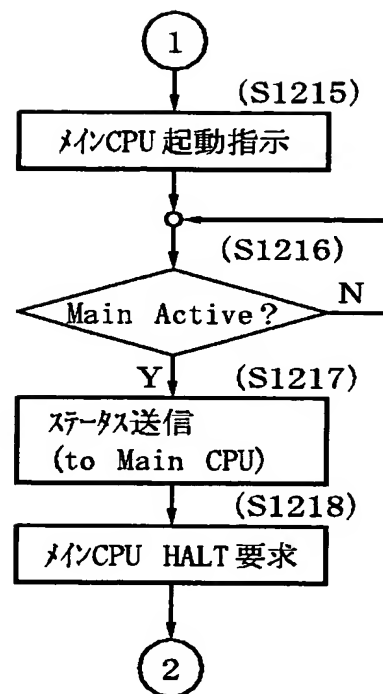 1
(S1215)
メインCPU 起動指示
(S1216)
Main Active?
N
Y
(S1217)
ステータス送信
(to Main CPU)
(S1218)
メインCPU HALT要求
2